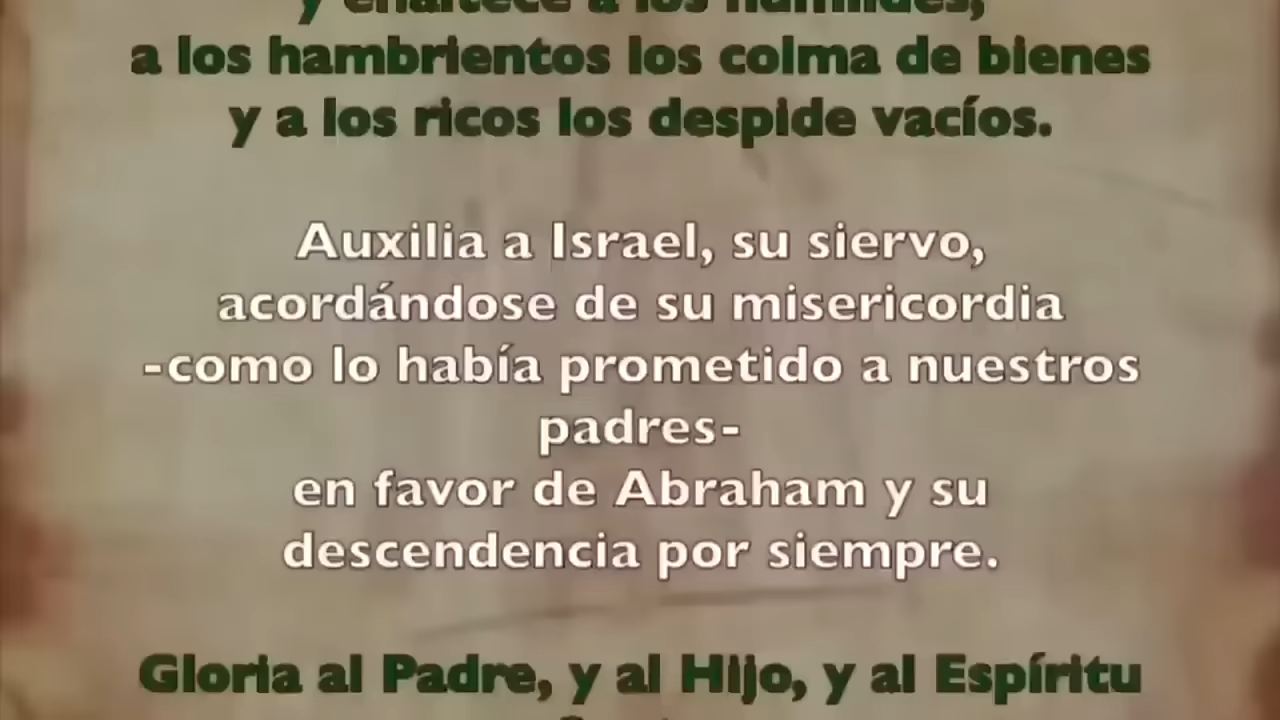 y enaltece a los humildes,
a los hambrientos los colma de bienes
y a los ricos los despide vacíos.
Auxilia a Israel, su siervo,
acordándose de su misericordia
-como lo había prometido a nuestros
padres-
en favor de Abraham y su
descendencia por siempre.
Gloria al Padre, y al Hijo, y al Espíritu